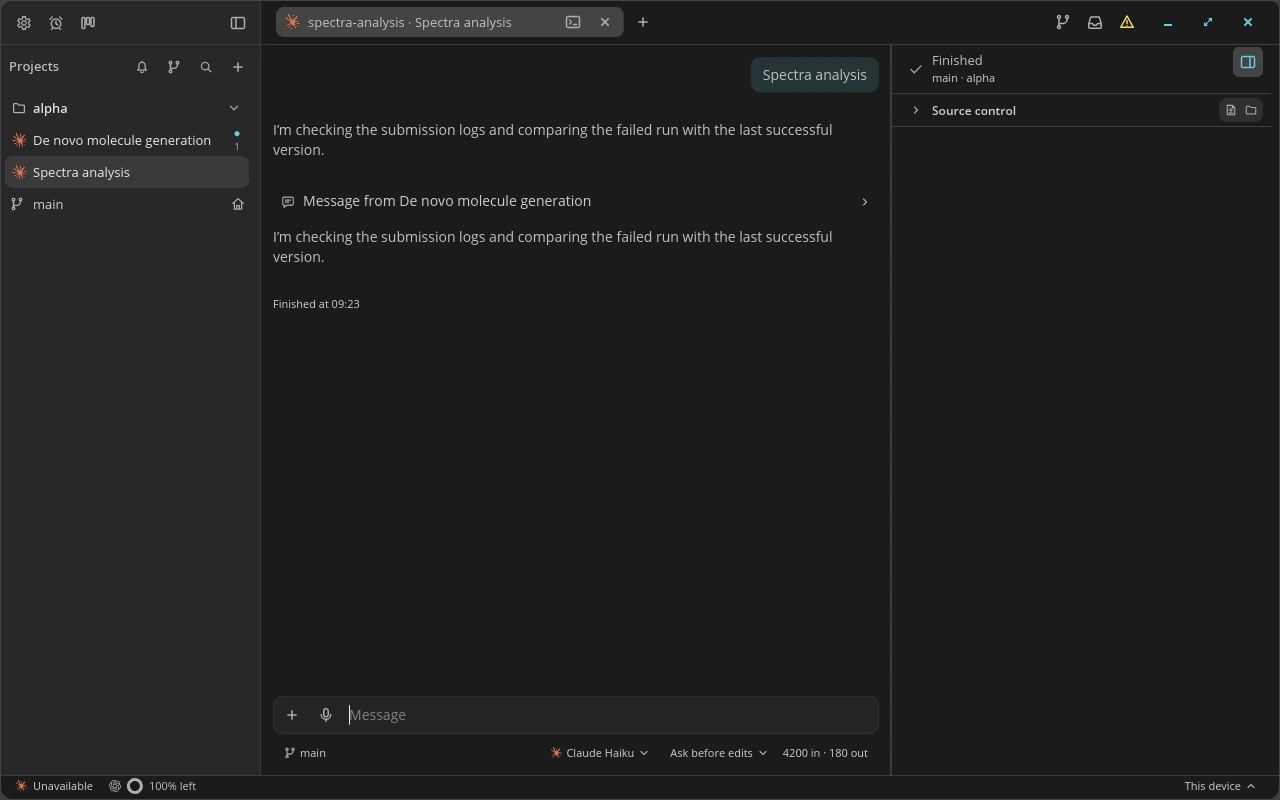 spectra-analysis · Spectra analysis
Projects
alpha
De novo molecule generation
1
Spectra analysis
main
Spectra analysis
I'm checking the submission logs and comparing the failed run with the last successful
version.
Message from De novo molecule generation
I'm checking the submission logs and comparing the failed run with the last successful
version.
Finished at 09:23
Message
main
Claude Haiku
Ask before edits
4200 in · 180 out
Finished
main · alpha
Source control
Unavailable
100% left
This device